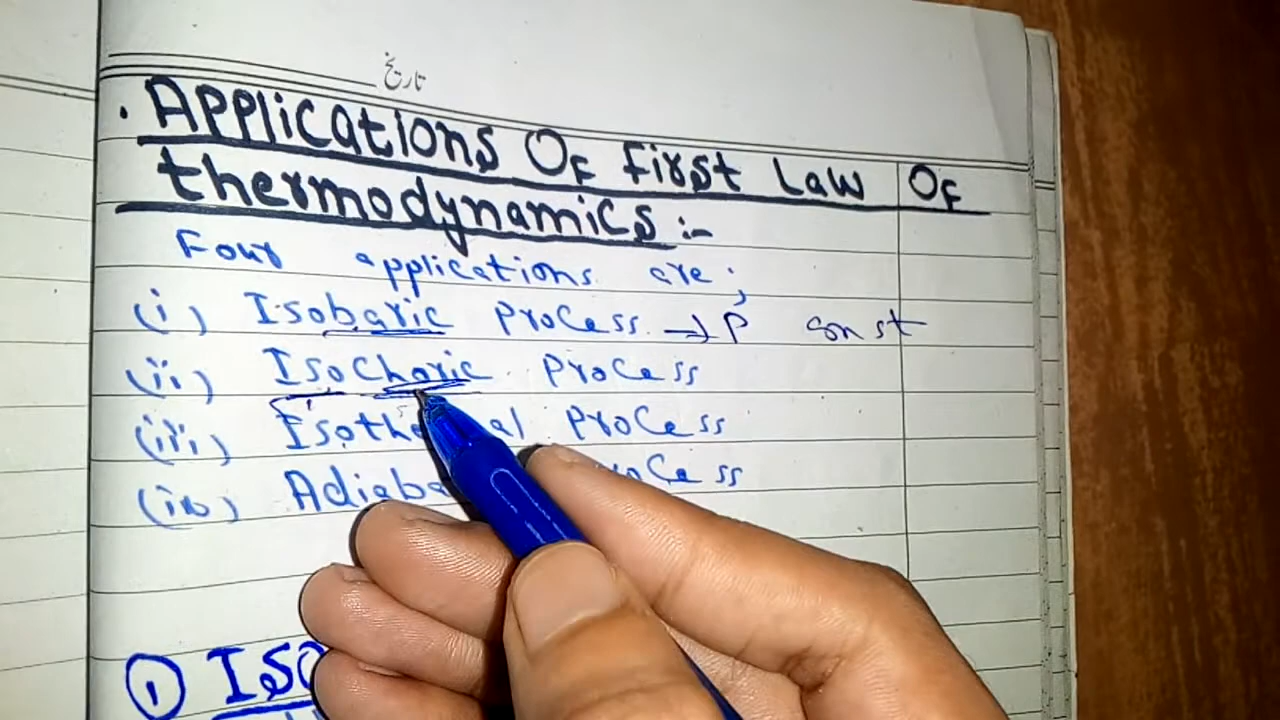 تاریخ
• Applications Of First Law Of
thermodynamics :-
Four applications are ;
(i) Isobaric Process → P const
(ii) Isochoric Process
(iii) Process
(iv)
①